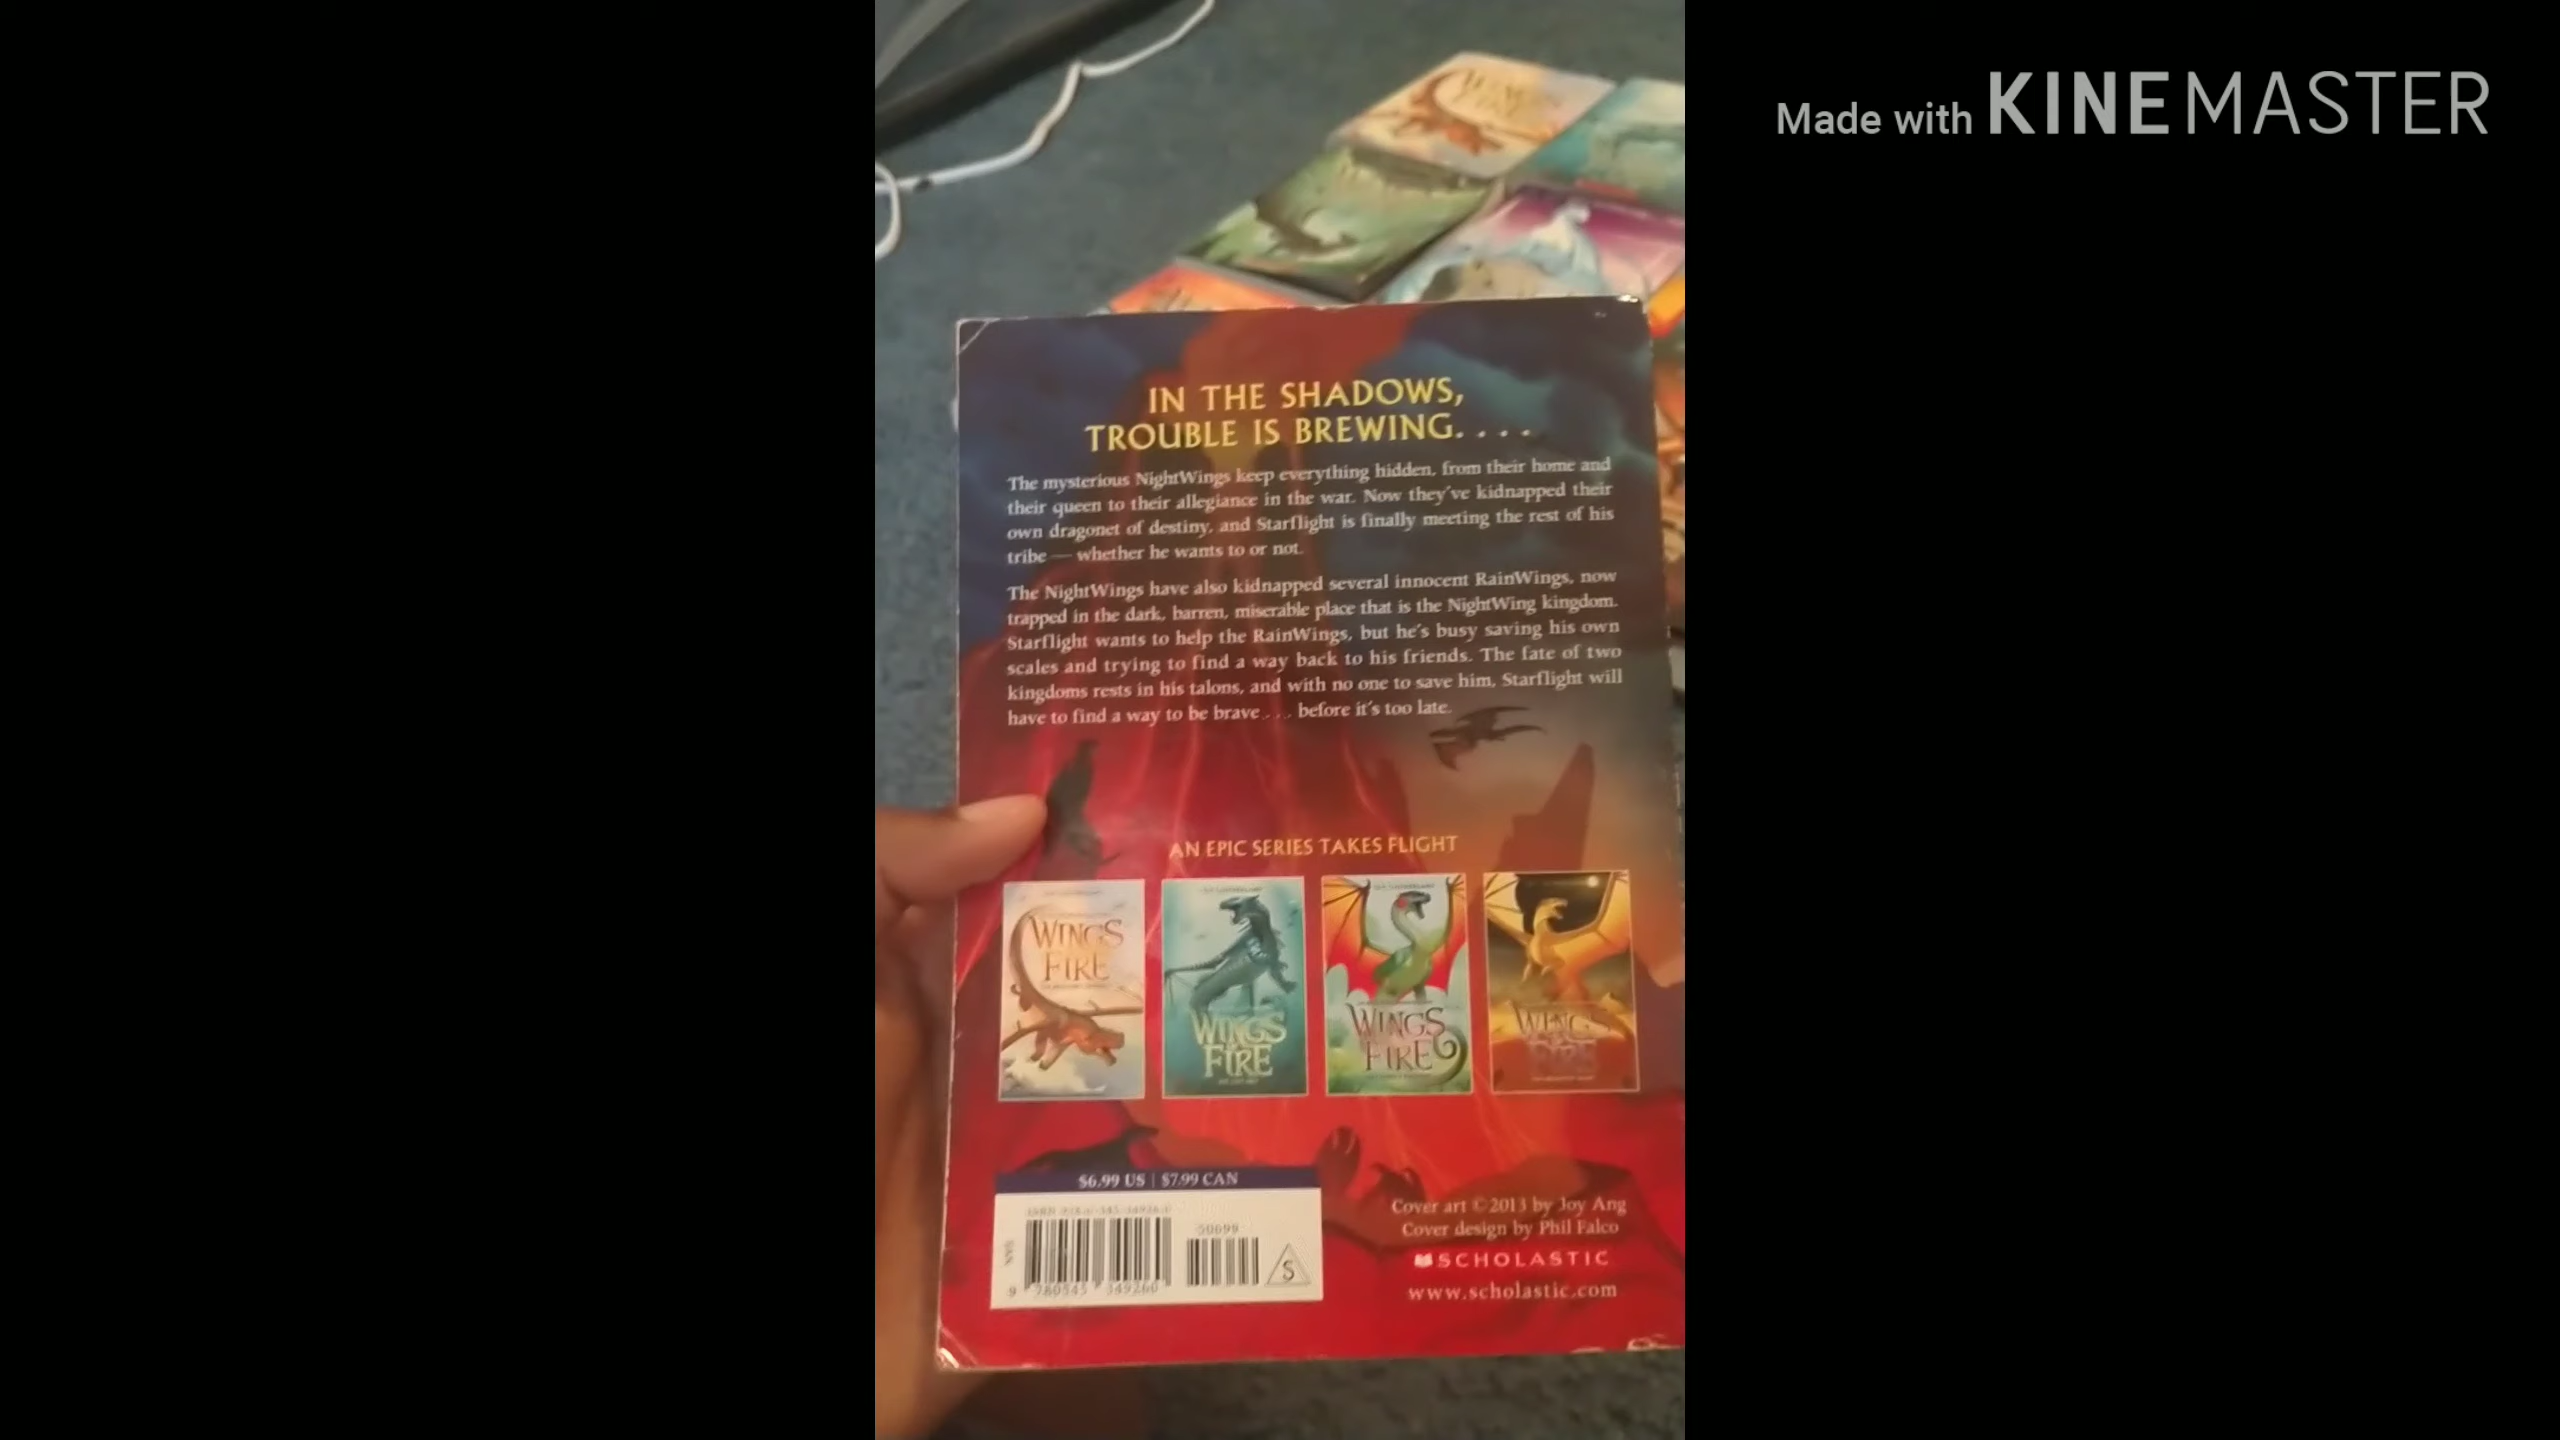 Made with KINEMASTER
IN THE SHADOWS,
TROUBLE IS BREWING. . . .
The mysterious NightWings keep everything hidden, from their home and
their queen to their allegiance in the war. Now they've kidnapped their
own dragonet of destiny, and Starflight is finally meeting the rest of his
tribe — whether he wants to or not.
The NightWings have also kidnapped several innocent RainWings, now
trapped in the dark, barren, miserable place that is the NightWing kingdom.
Starflight wants to help the RainWings, but he's busy saving his own
scales and trying to find a way back to his friends. The fate of two
kingdoms rests in his talons, and with no one to save him, Starflight will
have to find a way to be brave . . . before it's too late.
AN EPIC SERIES TAKES FLIGHT
WINGS
FIRE
WINGS
FIRE
WINGS
FIRE
WINGS
FIRE
$6.99 US | $7.99 CAN
50699
EAN
9 780545 349260
S
Cover art ©2013 by Joy Ang
Cover design by Phil Falco
SCHOLASTIC
www.scholastic.com